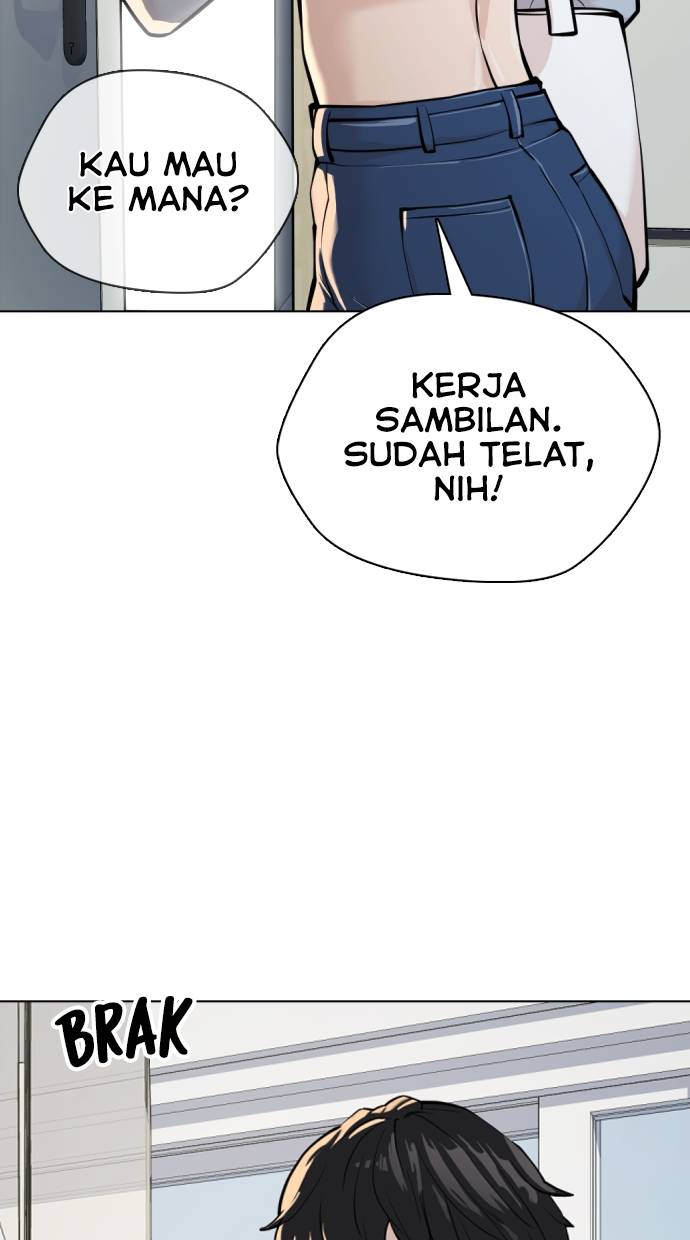 KAU MAU
KE MANA?
KERJA
SAMBILAN.
SUDAH TELAT,
NIH!
BRAK